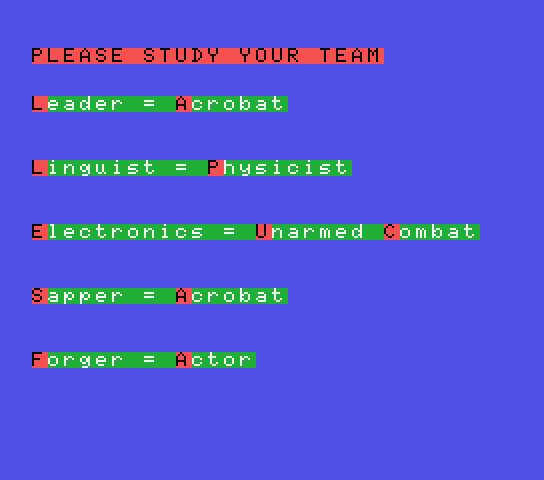 PLEASE STUDY YOUR TEAM
Leader = Acrobat
Linguist = Physicist
Electronics = Unarmed Combat
Sapper = Acrobat
Forger = Actor